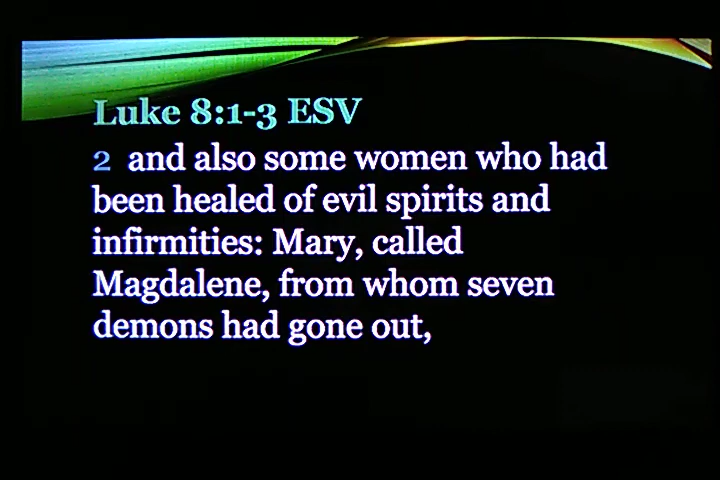 Luke 8:1-3 ESV
2 and also some women who had
been healed of evil spirits and
infirmities: Mary, called
Magdalene, from whom seven
demons had gone out,